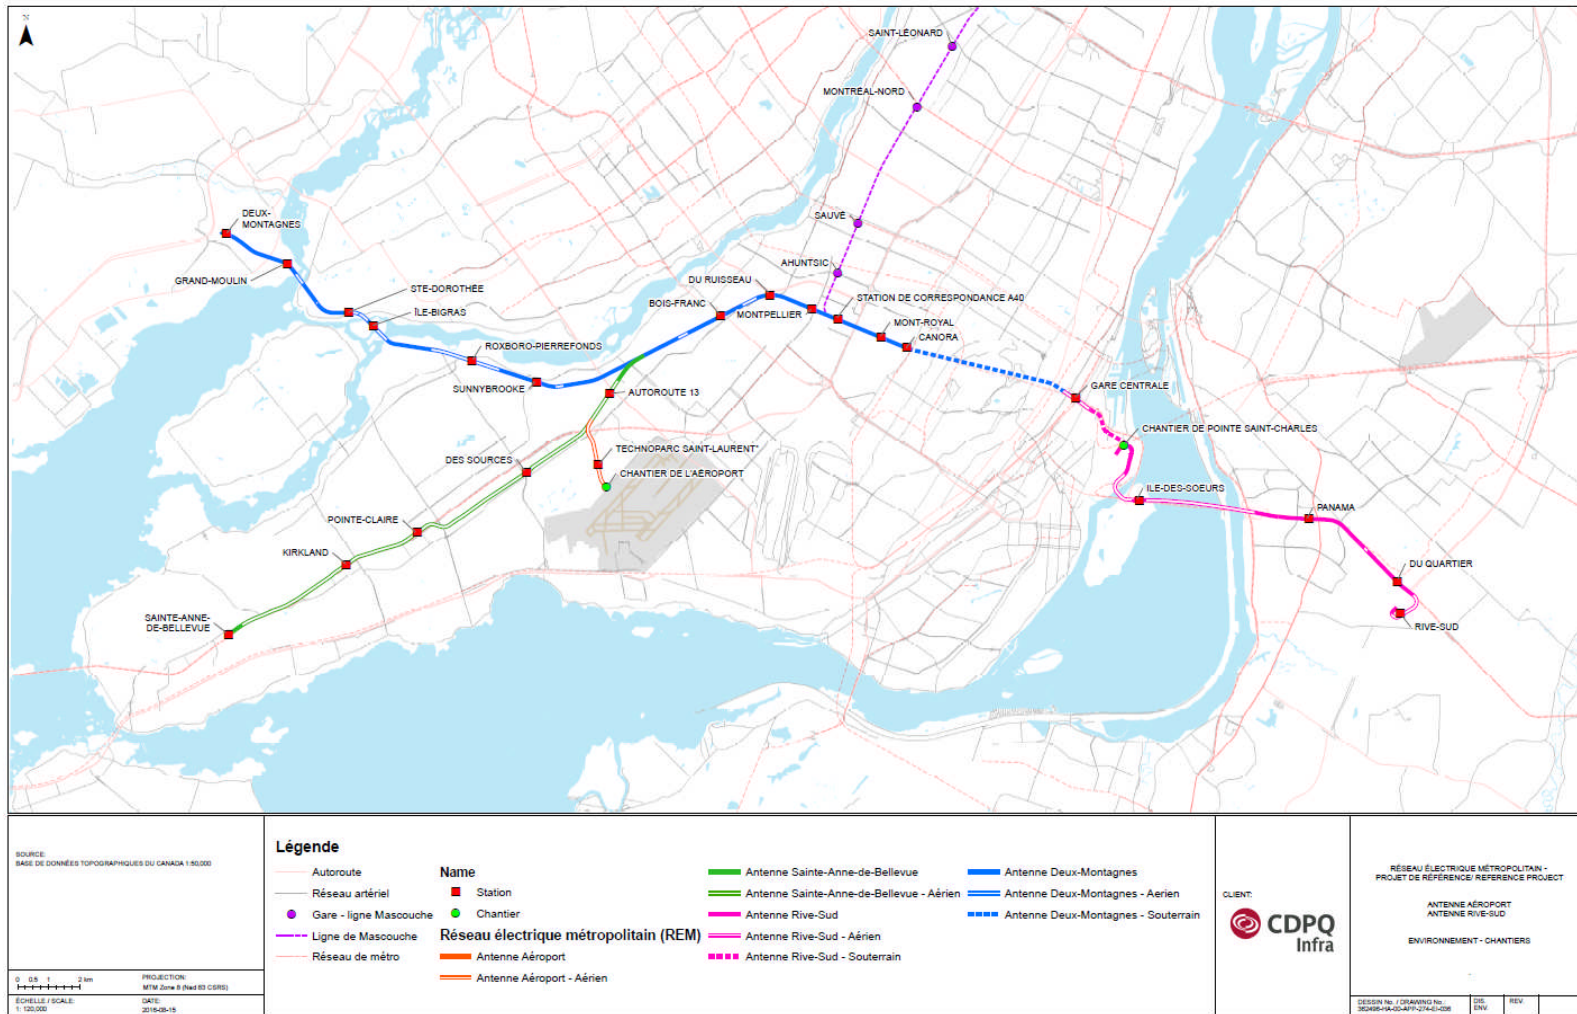 N
SAINT-LÉONARD
MONTRÉAL-NORD
SAUVÉ
AHUNTSIC
DEUX-
MONTAGNES
GRAND-MOULIN
STE-DOROTHÉE
ÎLE-BIGRAS
ROXBORO-PIERREFONDS
SUNNYBROOKE
DU RUISSEAU
BOIS-FRANC
MONTPELLIER
STATION DE CORRESPONDANCE A40
MONT-ROYAL
CANORA
AUTOROUTE 13
GARE CENTRALE
CHANTIER DE POINTE SAINT-CHARLES
TECHNOPARC SAINT-LAURENT"
DES SOURCES
CHANTIER DE L'AÉROPORT
ILE-DES-SOEURS
PANAMA
POINTE-CLAIRE
KIRKLAND
DU QUARTIER
SAINTE-ANNE-
DE-BELLEVUE
RIVE-SUD
SOURCE:
BASE DE DONNÉES TOPOGRAPHIQUES DU CANADA 1:50,000
0 0.5 1 2 km
PROJECTION:
MTM Zone 8 (Nad 83 CSRS)
ÉCHELLE / SCALE:
1: 120,000
DATE:
2016-08-15
Légende
Autoroute
Réseau artériel
Gare - ligne Mascouche
Ligne de Mascouche
Réseau de métro
Name
Station
Chantier
Réseau électrique métropolitain (REM)
Antenne Aéroport
Antenne Aéroport - Aérien
Antenne Sainte-Anne-de-Bellevue
Antenne Sainte-Anne-de-Bellevue - Aérien
Antenne Rive-Sud
Antenne Rive-Sud - Aérien
Antenne Rive-Sud - Souterrain
Antenne Deux-Montagnes
Antenne Deux-Montagnes - Aerien
Antenne Deux-Montagnes - Souterrain
CLIENT:
CDPQ
Infra
RÉSEAU ÉLECTRIQUE MÉTROPOLITAIN -
PROJET DE RÉFÉRENCE/ REFERENCE PROJECT
ANTENNE AÉROPORT
ANTENNE RIVE-SUD
ENVIRONNEMENT - CHANTIERS
DESSIN No. / DRAWING No.:
DIS.
ENV.
REV.